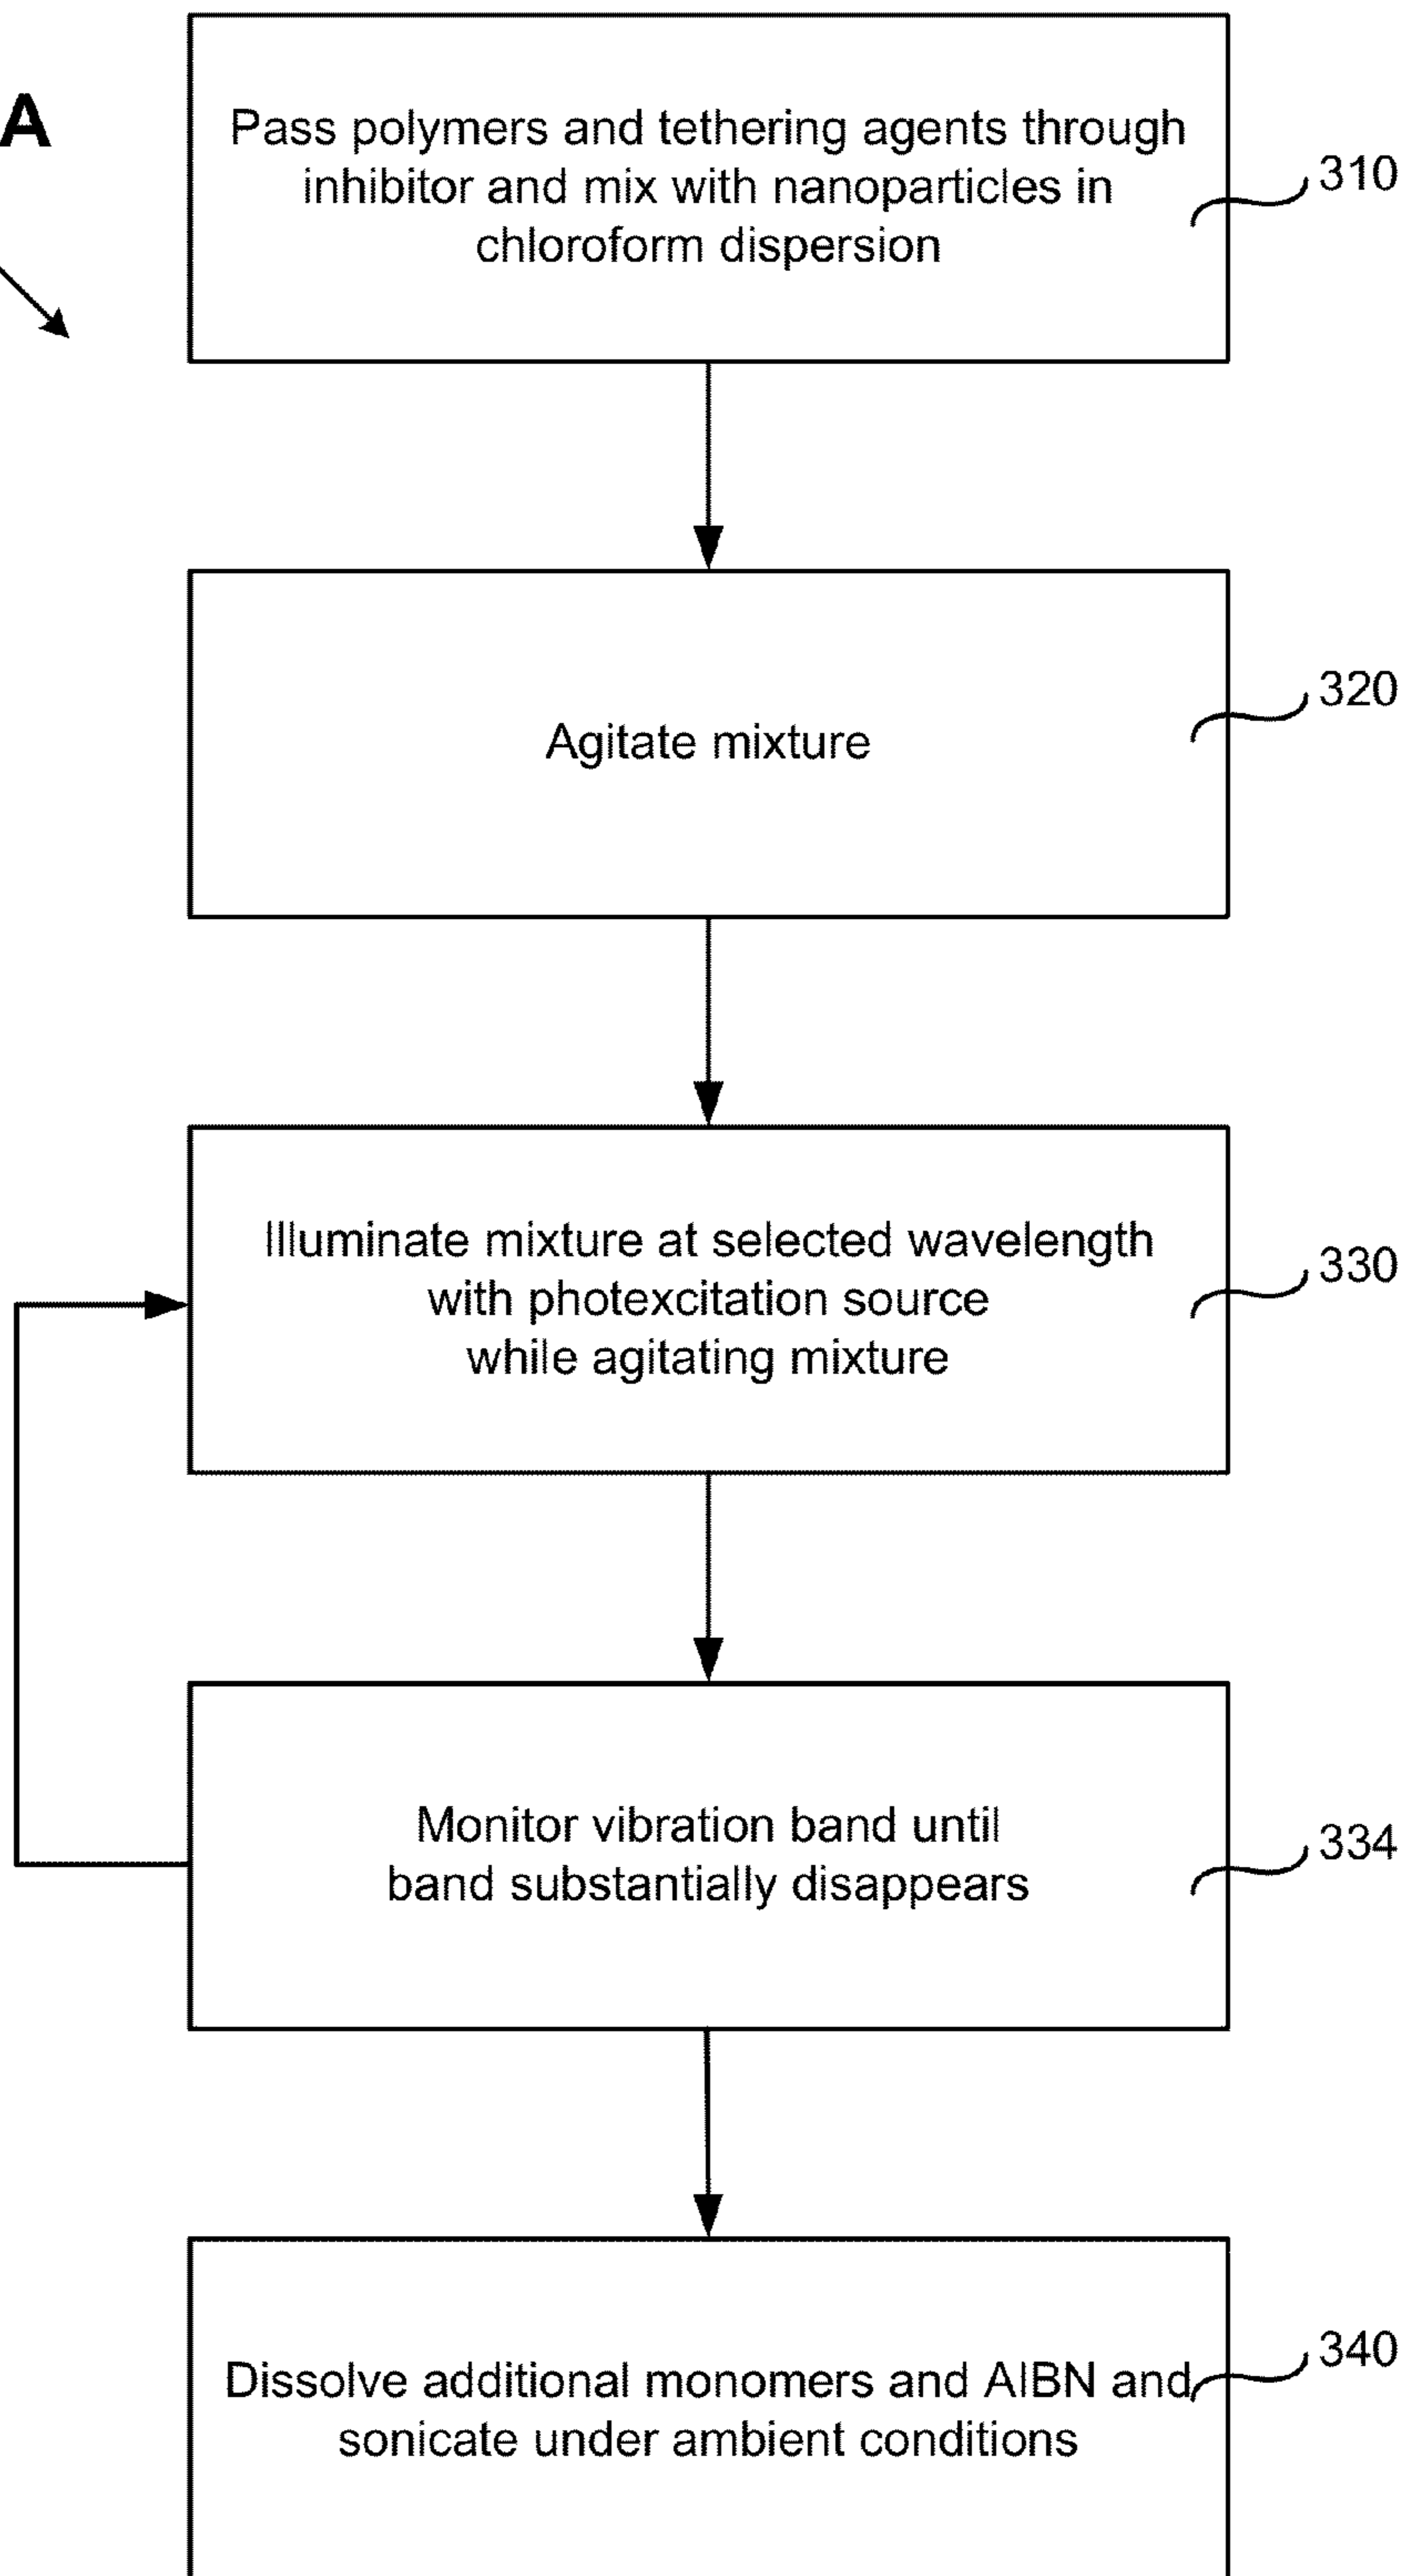 A
Pass polymers and tethering agents through
inhibitor and mix with nanoparticles in
chloroform dispersion
310
Agitate mixture
320
Illuminate mixture at selected wavelength
with photexcitation source
while agitating mixture
330
Monitor vibration band until
band substantially disappears
334
Dissolve additional monomers and AIBN and
sonicate under ambient conditions
340